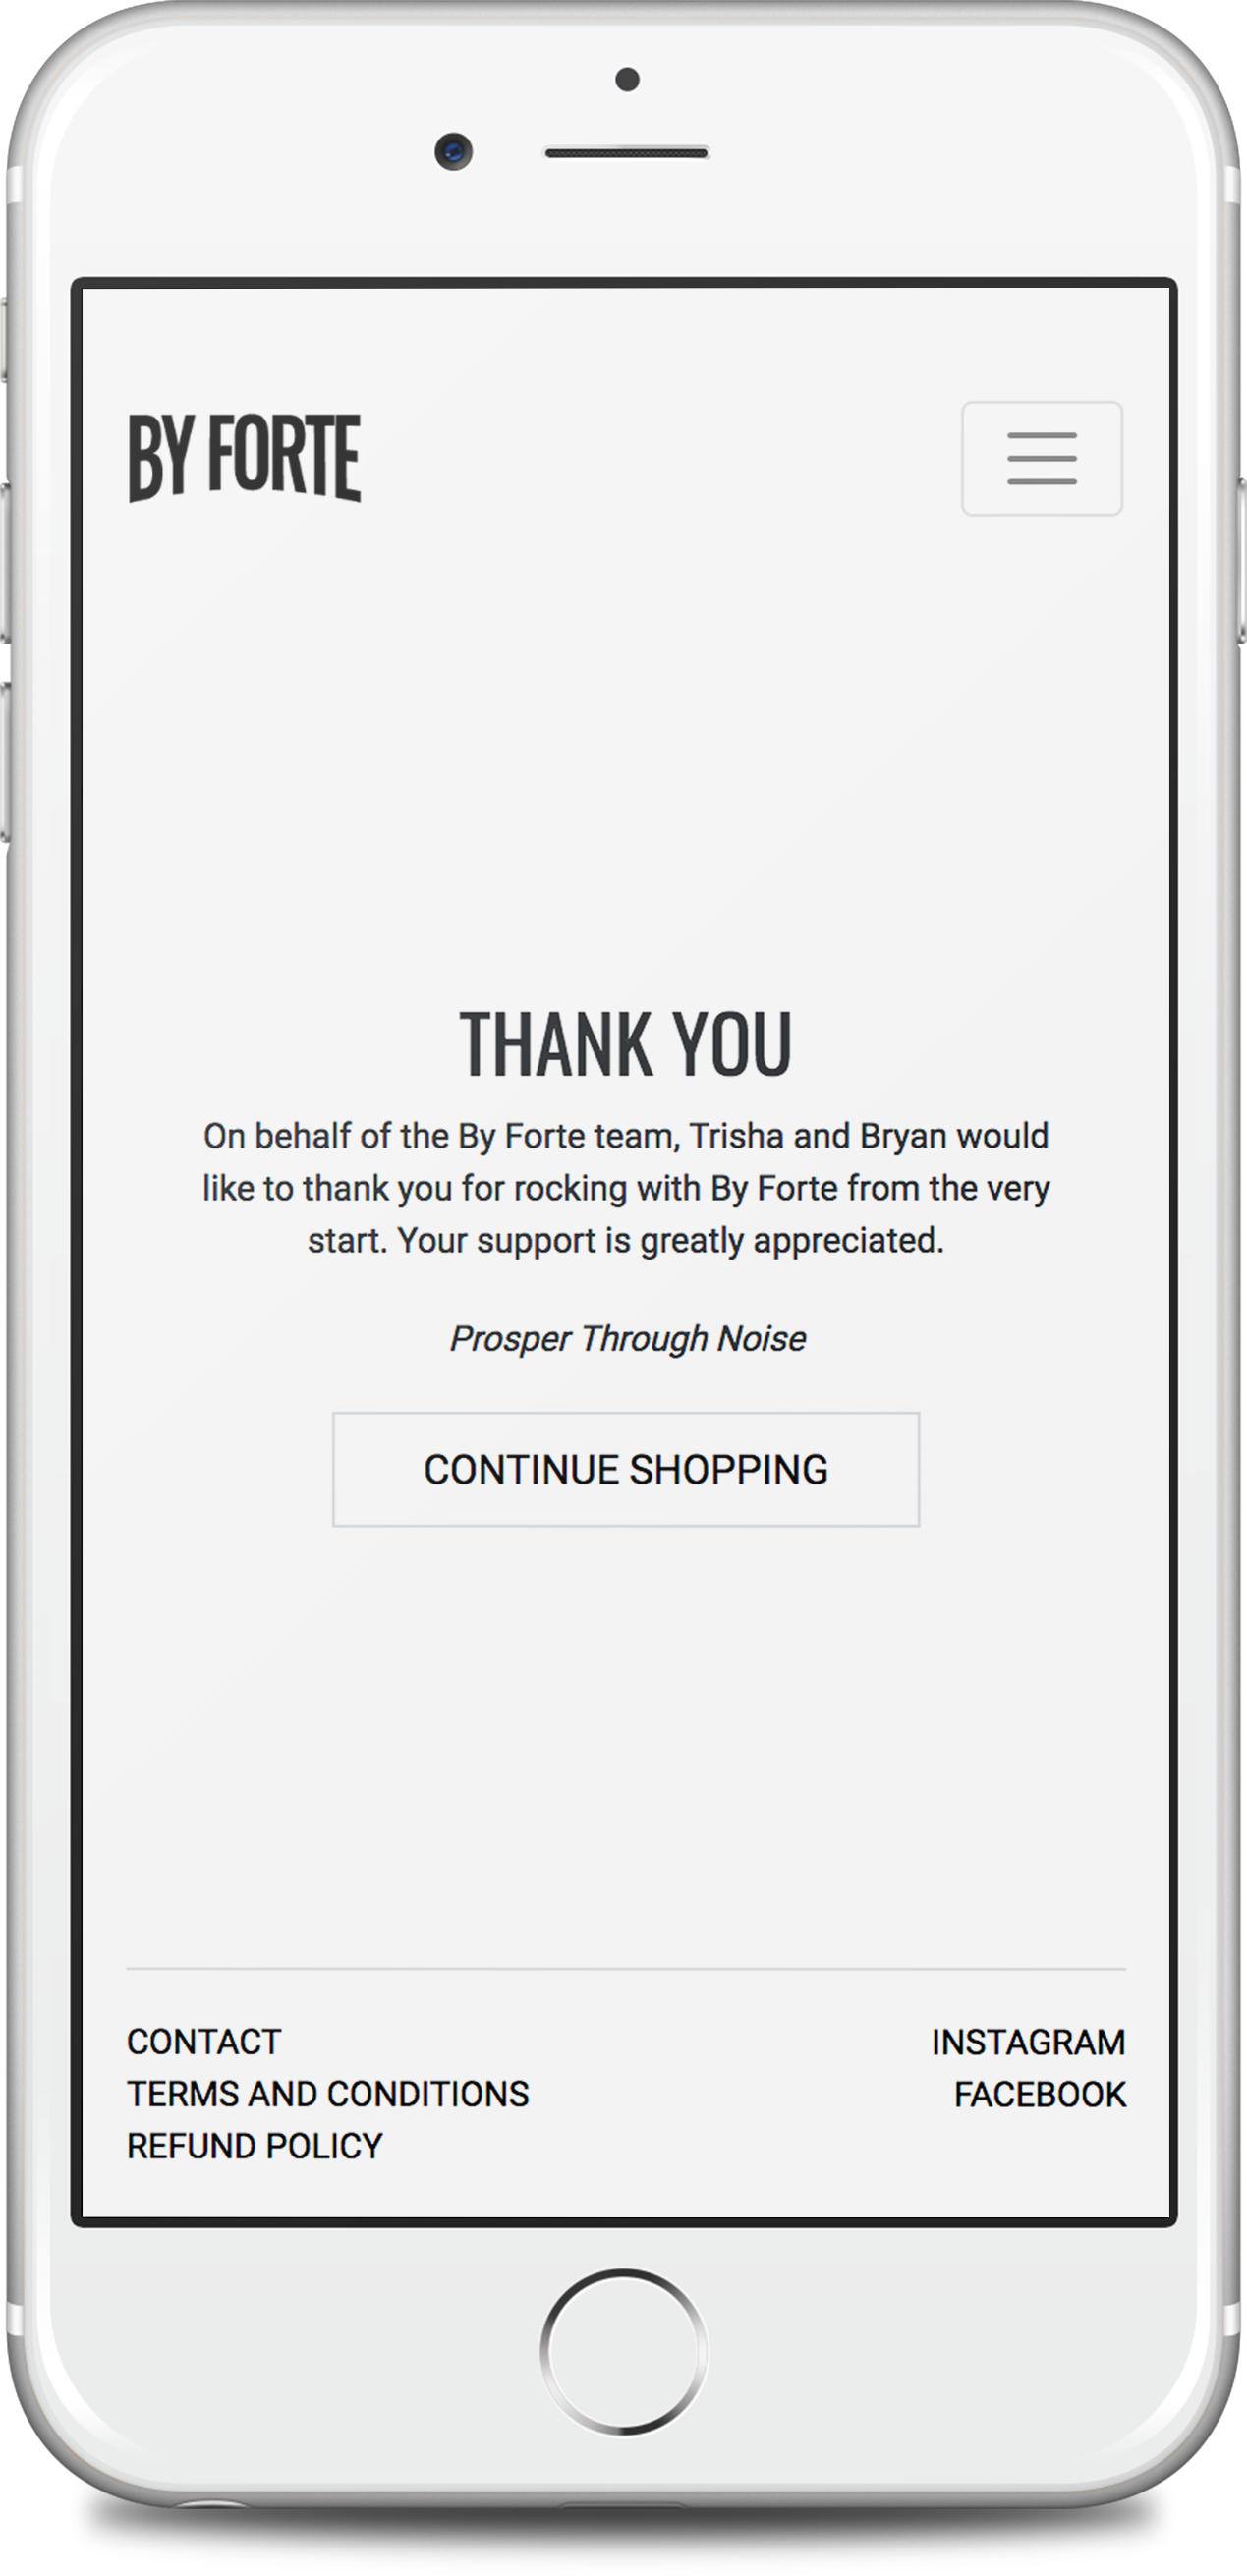 BY FORTE
THANK YOU
On behalf of the By Forte team, Trisha and Bryan would
like to thank you for rocking with By Forte from the very
start. Your support is greatly appreciated.
Prosper Through Noise
CONTINUE SHOPPING
CONTACT
TERMS AND CONDITIONS
REFUND POLICY
INSTAGRAM
FACEBOOK